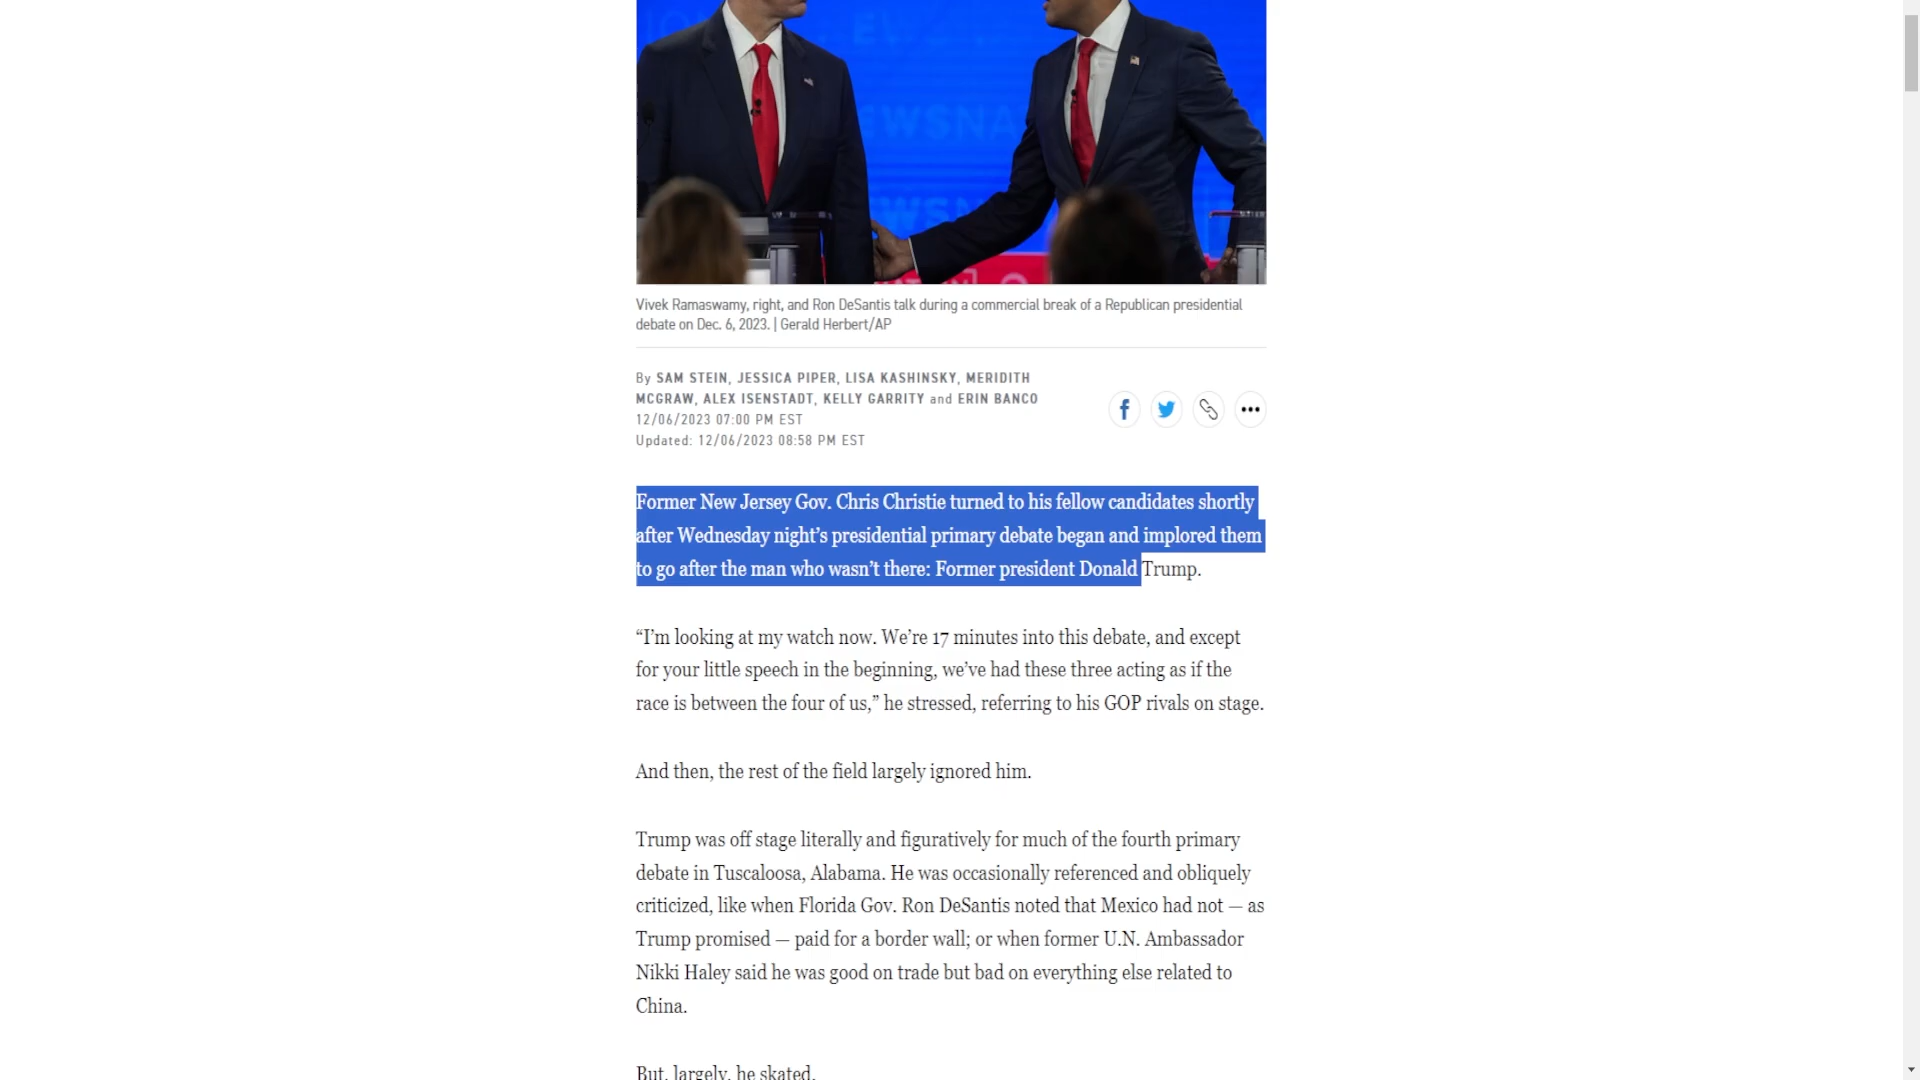 EWSNA
WSN
Vivek Ramaswamy, right, and Ron DeSantis talk during a commercial break of a Republican presidential
debate on Dec. 6, 2023. | Gerald Herbert/AP
By SAM STEIN, JESSICA PIPER, LISA KASHINSKY, MERIDITH
MCGRAW, ALEX ISENSTADT, KELLY GARRITY and ERIN BANCO
12/06/2023 07:00 PM EST
Updated: 12/06/2023 08:58 PM EST
Former New Jersey Gov. Chris Christie turned to his fellow candidates shortly
after Wednesday night’s presidential primary debate began and implored them
to go after the man who wasn’t there: Former president Donald Trump.
“I’m looking at my watch now. We’re 17 minutes into this debate, and except
for your little speech in the beginning, we’ve had these three acting as if the
race is between the four of us,” he stressed, referring to his GOP rivals on stage.
And then, the rest of the field largely ignored him.
Trump was off stage literally and figuratively for much of the fourth primary
debate in Tuscaloosa, Alabama. He was occasionally referenced and obliquely
criticized, like when Florida Gov. Ron DeSantis noted that Mexico had not — as
Trump promised — paid for a border wall; or when former U.N. Ambassador
Nikki Haley said he was good on trade but bad on everything else related to
China.
But, largely, he skated.